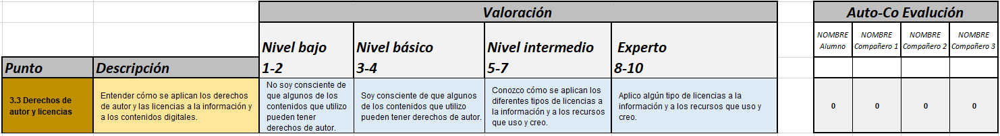 Valoración
Auto-Co Evalución
Punto
Descripción
Nivel bajo
1-2
Nivel básico
3-4
Nivel intermedio
5-7
Experto
8-10
NOMBRE
Alumno
NOMBRE
Compañero 1
NOMBRE
Compañero 2
NOMBRE
Compañero 3
3.3 Derechos de
autor y licencias
Entender cómo se aplican los derechos
de autor y las licencias a la información y
a los contenidos digitales.
No soy consciente de
que algunos de los
contenidos que utilizo
pueden tener
derechos de autor.
Soy consciente de que algunos
de los contenidos que utilizo
pueden tener derechos de autor.
Conozco cómo se aplican los
diferentes tipos de licencias a
la información y a los recursos
que uso y creo.
Aplico algún tipo de licencias a la
información y a los recursos que uso y
creo.
0
0
0
0